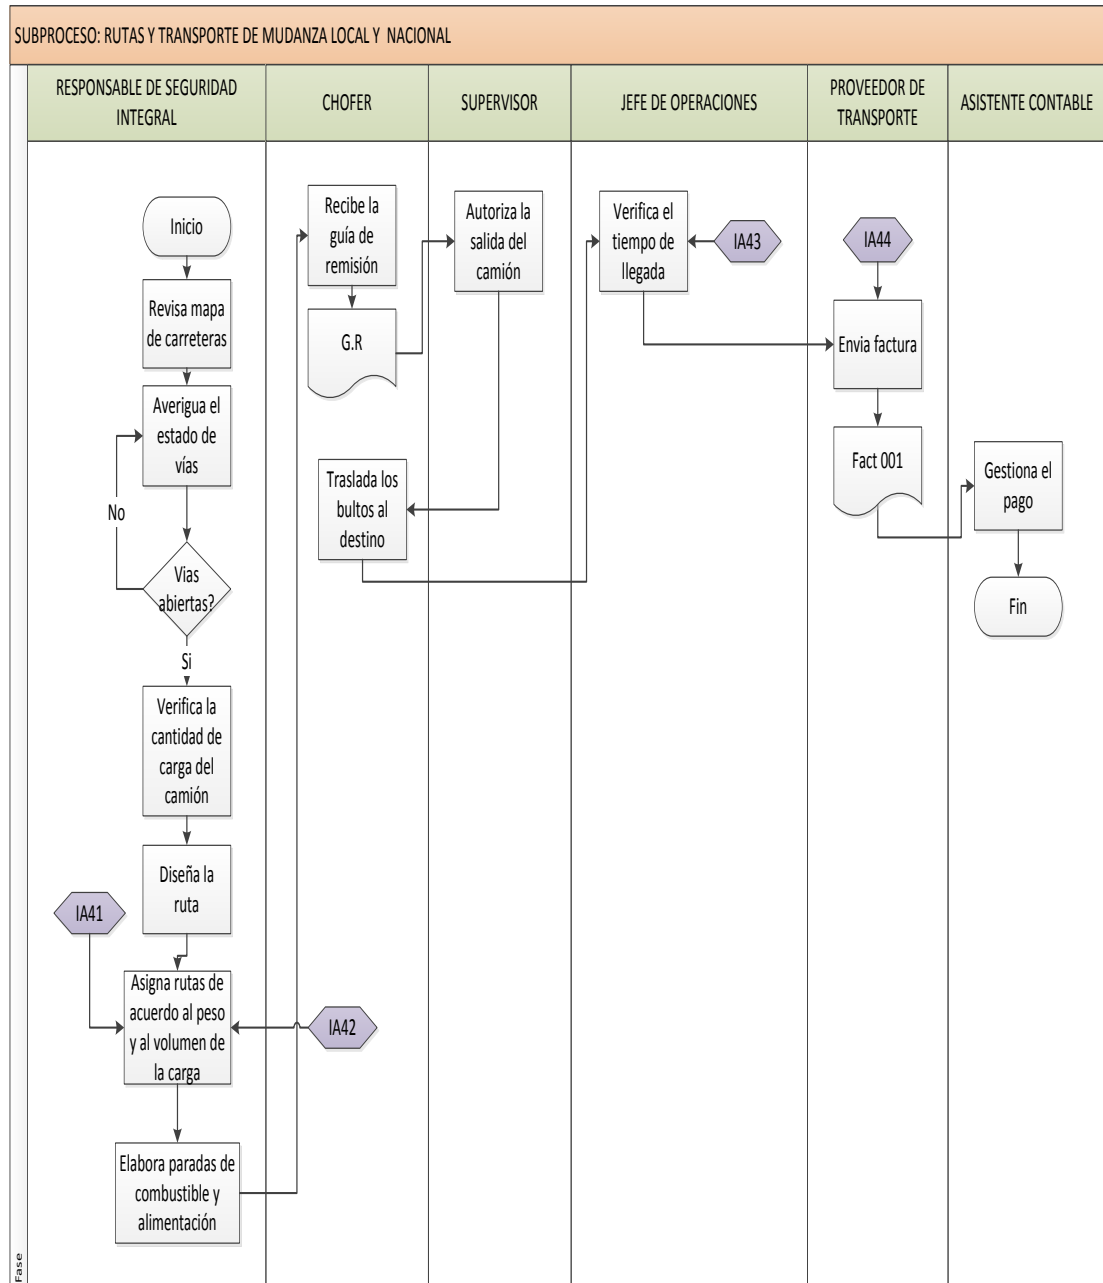 SUBPROCESO: RUTAS Y TRANSPORTE DE MUDANZA LOCAL Y NACIONAL
RESPONSABLE DE SEGURIDAD
INTEGRAL
CHOFER
SUPERVISOR
JEFE DE OPERACIONES
PROVEEDOR DE
TRANSPORTE
ASISTENTE CONTABLE
Inicio
Revisa mapa
de carreteras
Averigua el
estado de
vías
No
Vias
abiertas?
Si
Verifica la
cantidad de
carga del
camión
Diseña la
ruta
IA41
Asigna rutas de
acuerdo al peso
y al volumen de
la carga
IA42
Elabora paradas de
combustible y
alimentación
Recibe la
guía de
remisión
G.R
Autoriza la
salida del
camión
Traslada los
bultos al
destino
Verifica el
tiempo de
llegada
IA43
IA44
Envia factura
Fact 001
Gestiona el
pago
Fin
Fase